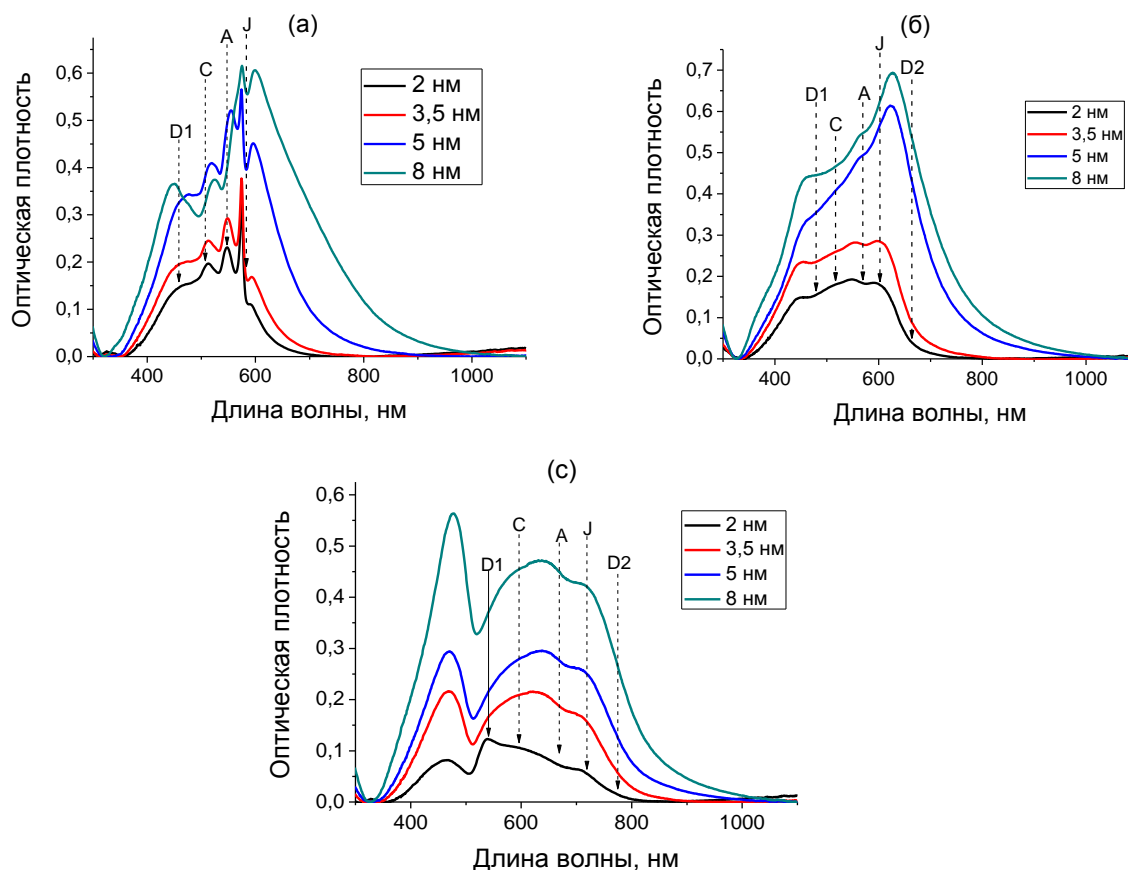 (а)
Оптическая плотность
0,6
0,5
0,4
0,3
0,2
0,1
0,0
D1
C
A
J
2 нм
3,5 нм
5 нм
8 нм
400 600 800 1000
Длина волны, нм
(б)
Оптическая плотность
0,7
0,6
0,5
0,4
0,3
0,2
0,1
0,0
D1
C
A
J
D2
2 нм
3,5 нм
5 нм
8 нм
400 600 800 1000
Длина волны, нм
(с)
Оптическая плотность
0,6
0,5
0,4
0,3
0,2
0,1
0,0
D1
C
A
J
D2
2 нм
3,5 нм
5 нм
8 нм
400 600 800 1000
Длина волны, нм